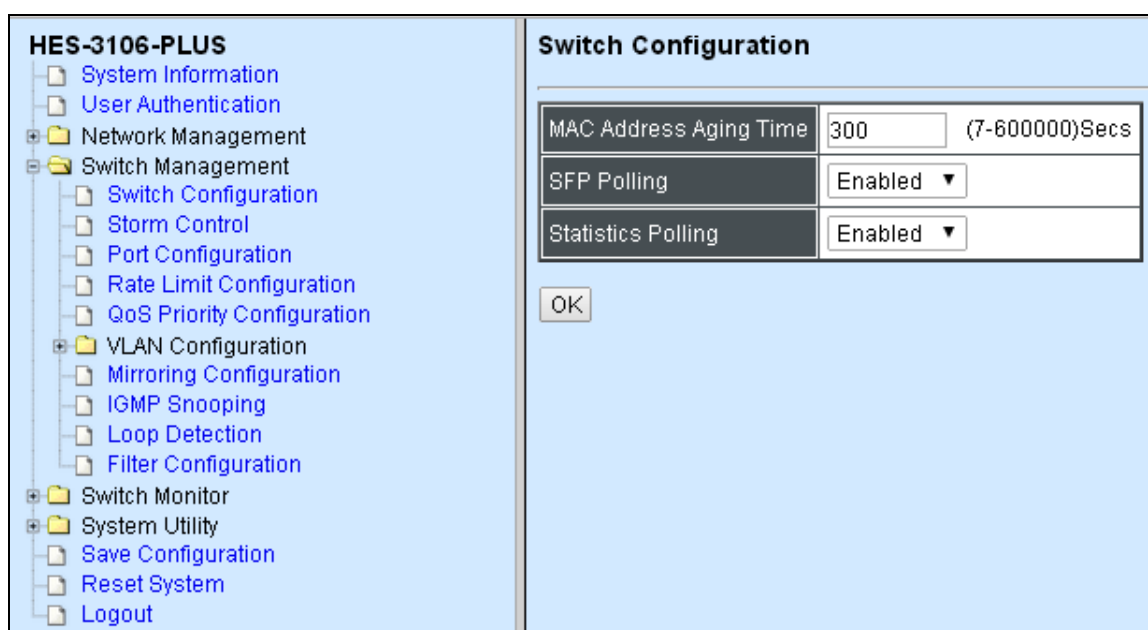 HES-3106-PLUS
System Information
User Authentication
Network Management
Switch Management
Switch Configuration
Storm Control
Port Configuration
Rate Limit Configuration
QoS Priority Configuration
VLAN Configuration
Mirroring Configuration
IGMP Snooping
Loop Detection
Filter Configuration
Switch Monitor
System Utility
Save Configuration
Reset System
Logout
Switch Configuration
MAC Address Aging Time 300 (7-600000)Secs
SFP Polling Enabled
Statistics Polling Enabled
OK